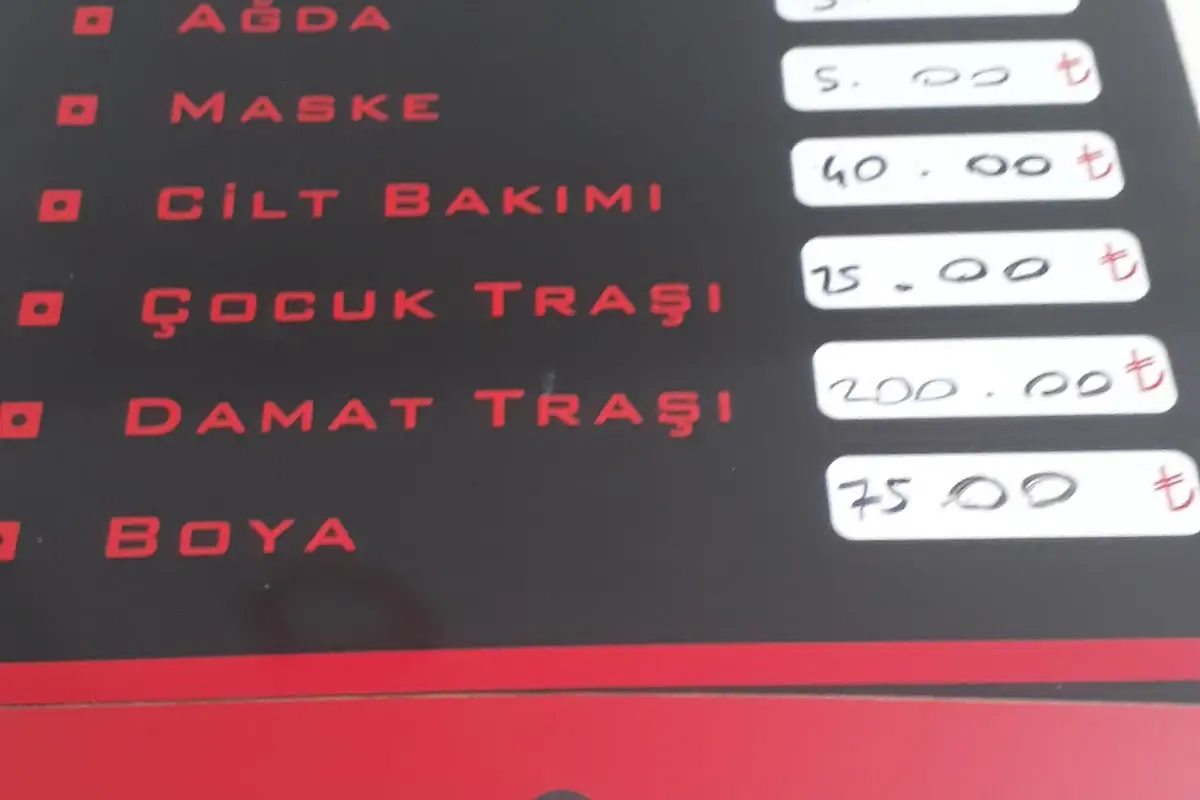 AĞDA
MASKE 5.00 ₺
CİLT BAKIMI 40.00 ₺
ÇOCUK TRAŞI 15.00 ₺
DAMAT TRAŞI 200.00 ₺
BOYA 75 00 ₺